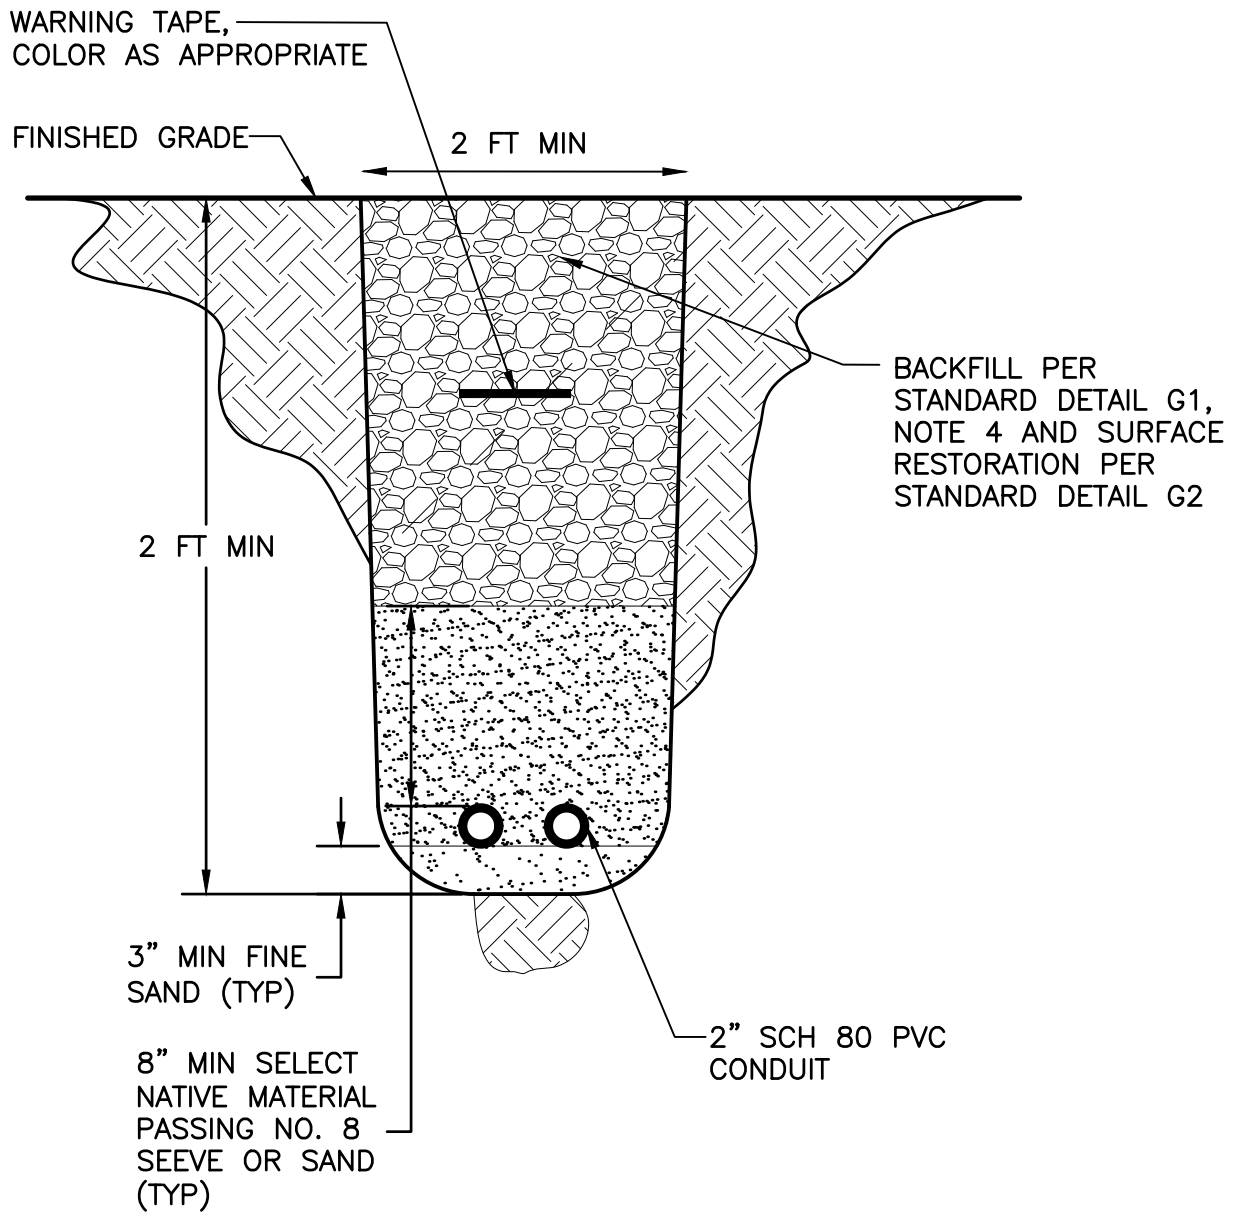 WARNING TAPE,
COLOR AS APPROPRIATE
FINISHED GRADE
2 FT MIN
BACKFILL PER
STANDARD DETAIL G1,
NOTE 4 AND SURFACE
RESTORATION PER
STANDARD DETAIL G2
2 FT MIN
3” MIN FINE
SAND (TYP)
2” SCH 80 PVC
CONDUIT
8” MIN SELECT
NATIVE MATERIAL
PASSING NO. 8
SEEVE OR SAND
(TYP)